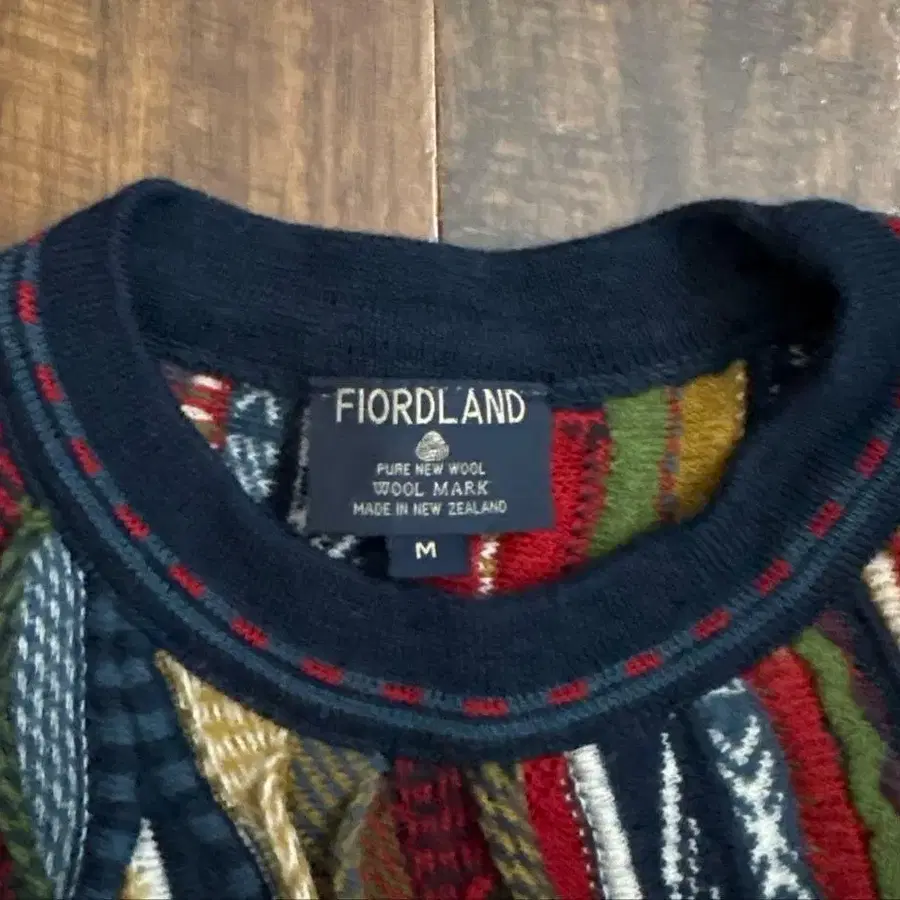 FIORDLAND
PURE NEW WOOL
WOOL MARK
MADE IN NEW ZEALAND
M